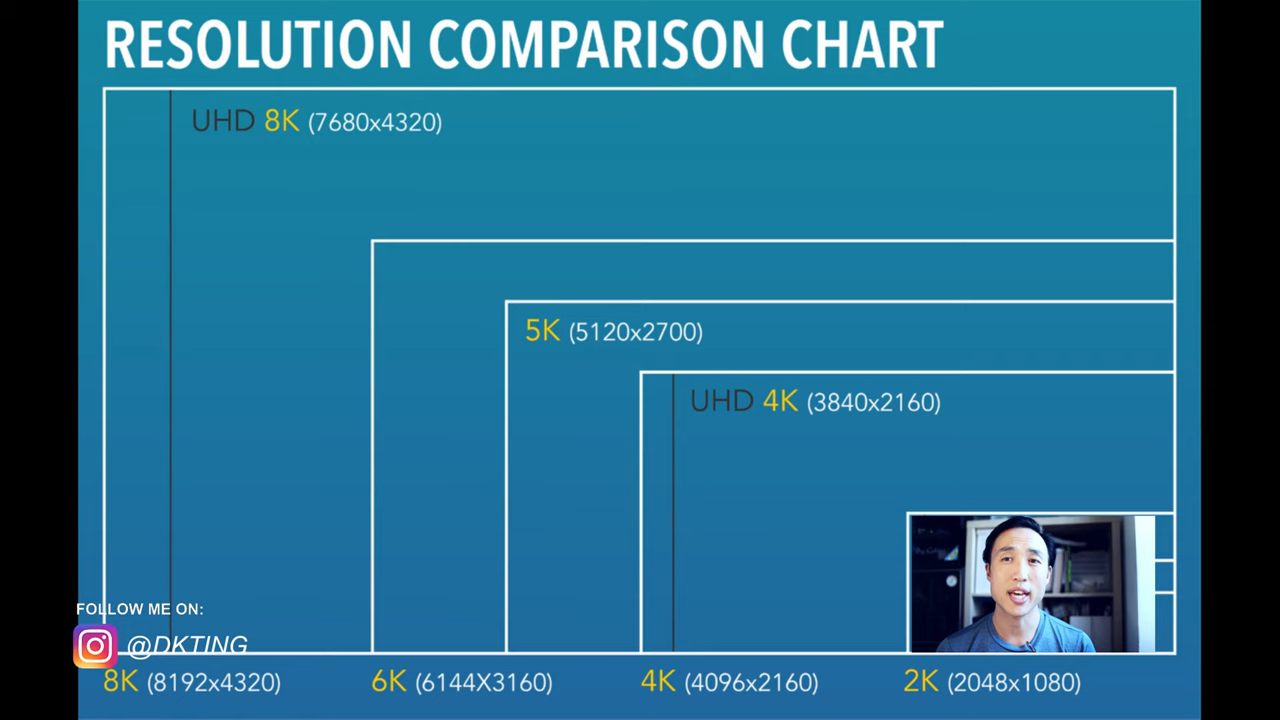 RESOLUTION COMPARISON CHART
UHD 8K (7680x4320)
5K (5120x2700)
UHD 4K (3840x2160)
FOLLOW ME ON:
@DKTING
8K (8192x4320)
6K (6144X3160)
4K (4096x2160)
2K (2048x1080)